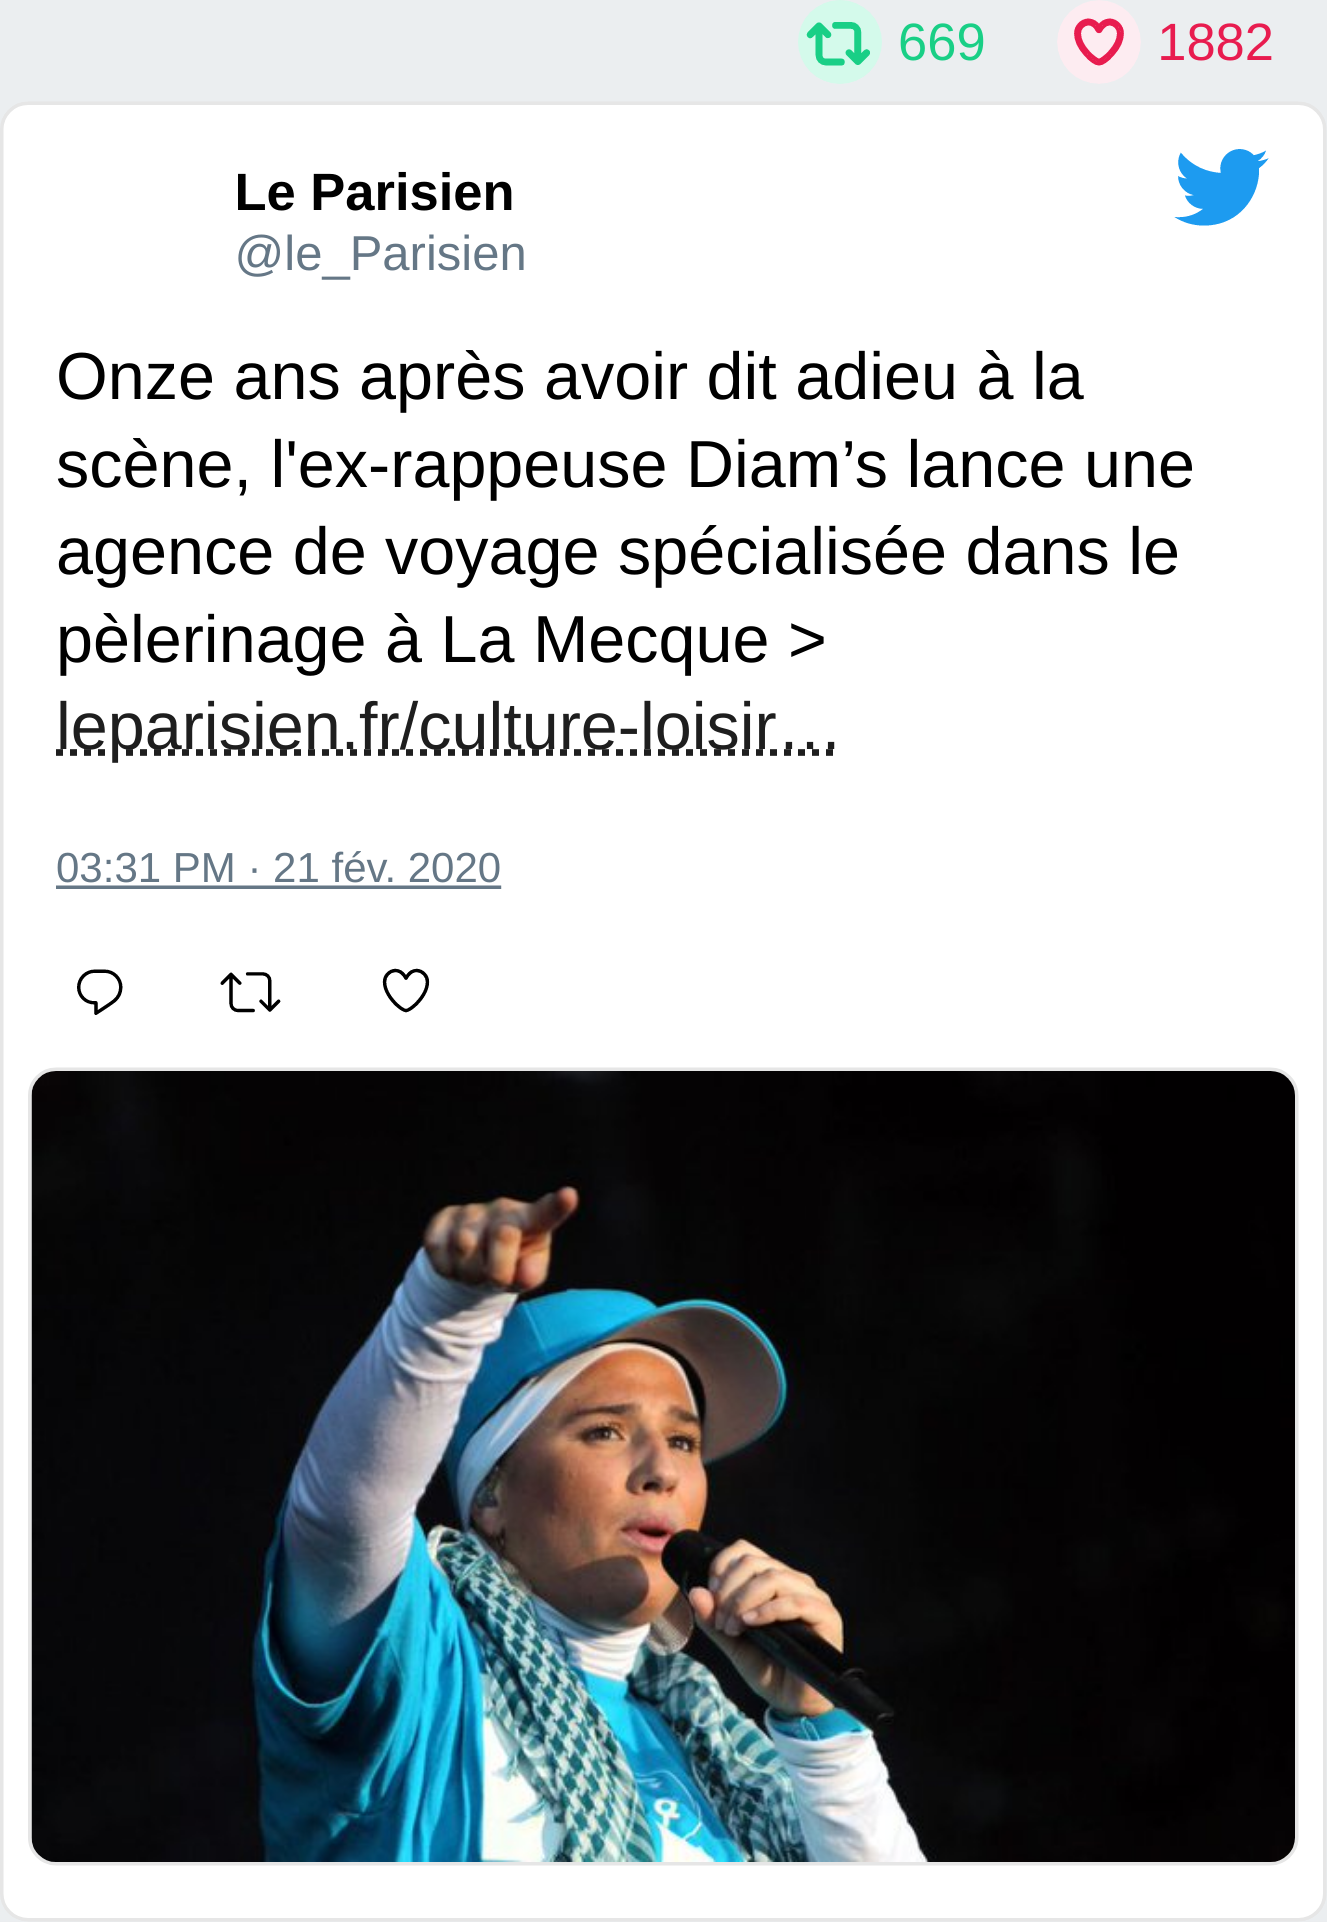 669 1882
Le Parisien
@le_Parisien
Onze ans après avoir dit adieu à la
scène, l'ex-rappeuse Diam’s lance une
agence de voyage spécialisée dans le
pèlerinage à La Mecque >
leparisien.fr/culture-loisir…
03:31 PM · 21 fév. 2020